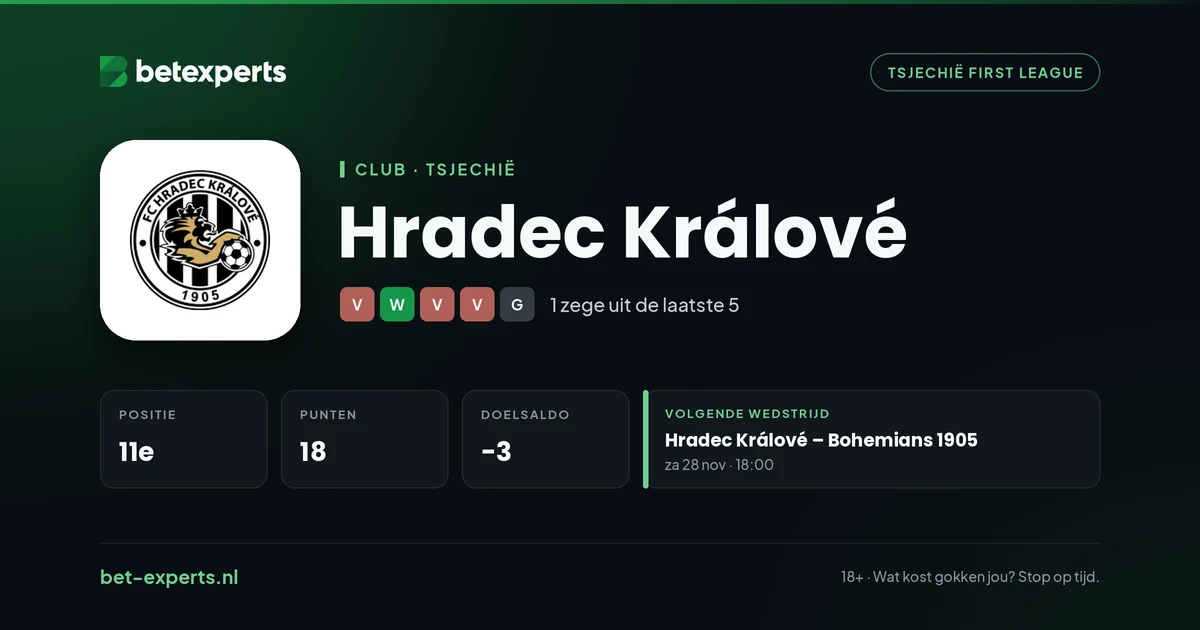 betexperts
TSJECHIË FIRST LEAGUE
FC HRADEC KRÁLOVÉ
1905
CLUB · TSJECHIË
Hradec Králové
V W V V G 1 zege uit de laatste 5
POSITIE
11e
PUNTEN
18
DOELSALDO
-3
VOLGENDE WEDSTRIJD
Hradec Králové – Bohemians 1905
za 28 nov · 18:00
bet-experts.nl
18+ · Wat kost gokken jou? Stop op tijd.